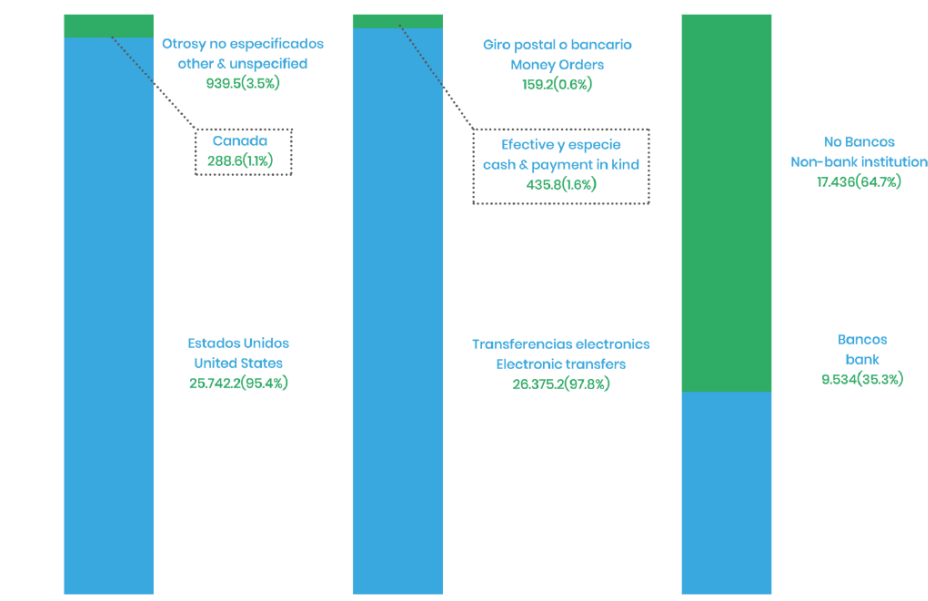 Otrosy no especificados
other & unspecified
939.5(3.5%)
Canada
288.6(1.1%)
Estados Unidos
United States
25.742.2(95.4%)
Giro postal o bancario
Money Orders
159.2(0.6%)
Efective y especie
cash & payment in kind
435.8(1.6%)
Transferencias electronics
Electronic transfers
26.375.2(97.8%)
No Bancos
Non-bank institution
17.436(64.7%)
Bancos
bank
9.534(35.3%)